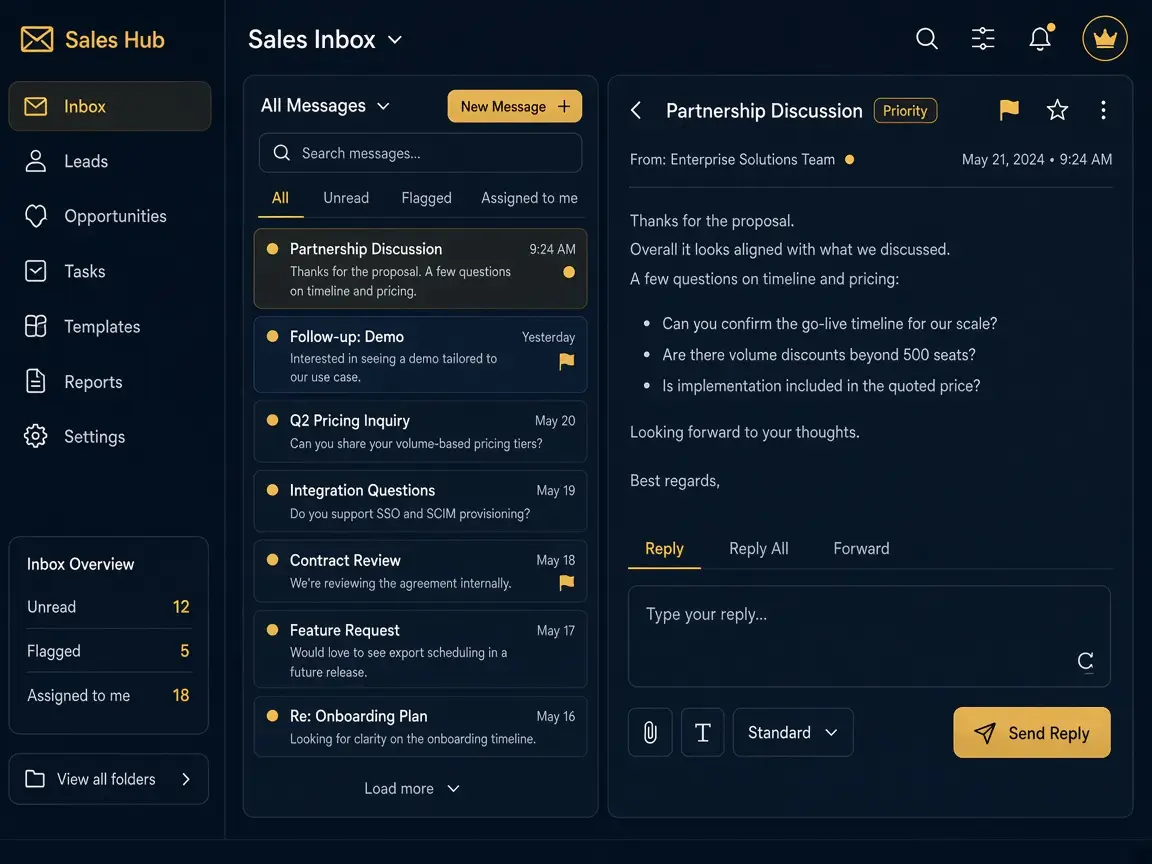 Sales Hub
Inbox
Leads
Opportunities
Tasks
Templates
Reports
Settings
Inbox Overview
Unread 12
Flagged 5
Assigned to me 18
View all folders
Sales Inbox
All Messages
New Message +
Search messages...
All Unread Flagged Assigned to me
Partnership Discussion 9:24 AM
Thanks for the proposal. A few questions
on timeline and pricing.
Follow-up: Demo Yesterday
Interested in seeing a demo tailored to
our use case.
Q2 Pricing Inquiry May 20
Can you share your volume-based pricing tiers?
Integration Questions May 19
Do you support SSO and SCIM provisioning?
Contract Review May 18
We're reviewing the agreement internally.
Feature Request May 17
Would love to see export scheduling in a
future release.
Re: Onboarding Plan May 16
Looking for clarity on the onboarding timeline.
Load more
Partnership Discussion Priority
From: Enterprise Solutions Team May 21, 2024 • 9:24 AM
Thanks for the proposal.
Overall it looks aligned with what we discussed.
A few questions on timeline and pricing:
• Can you confirm the go-live timeline for our scale?
• Are there volume discounts beyond 500 seats?
• Is implementation included in the quoted price?
Looking forward to your thoughts.
Best regards,
Reply Reply All Forward
Type your reply...
T Standard Send Reply